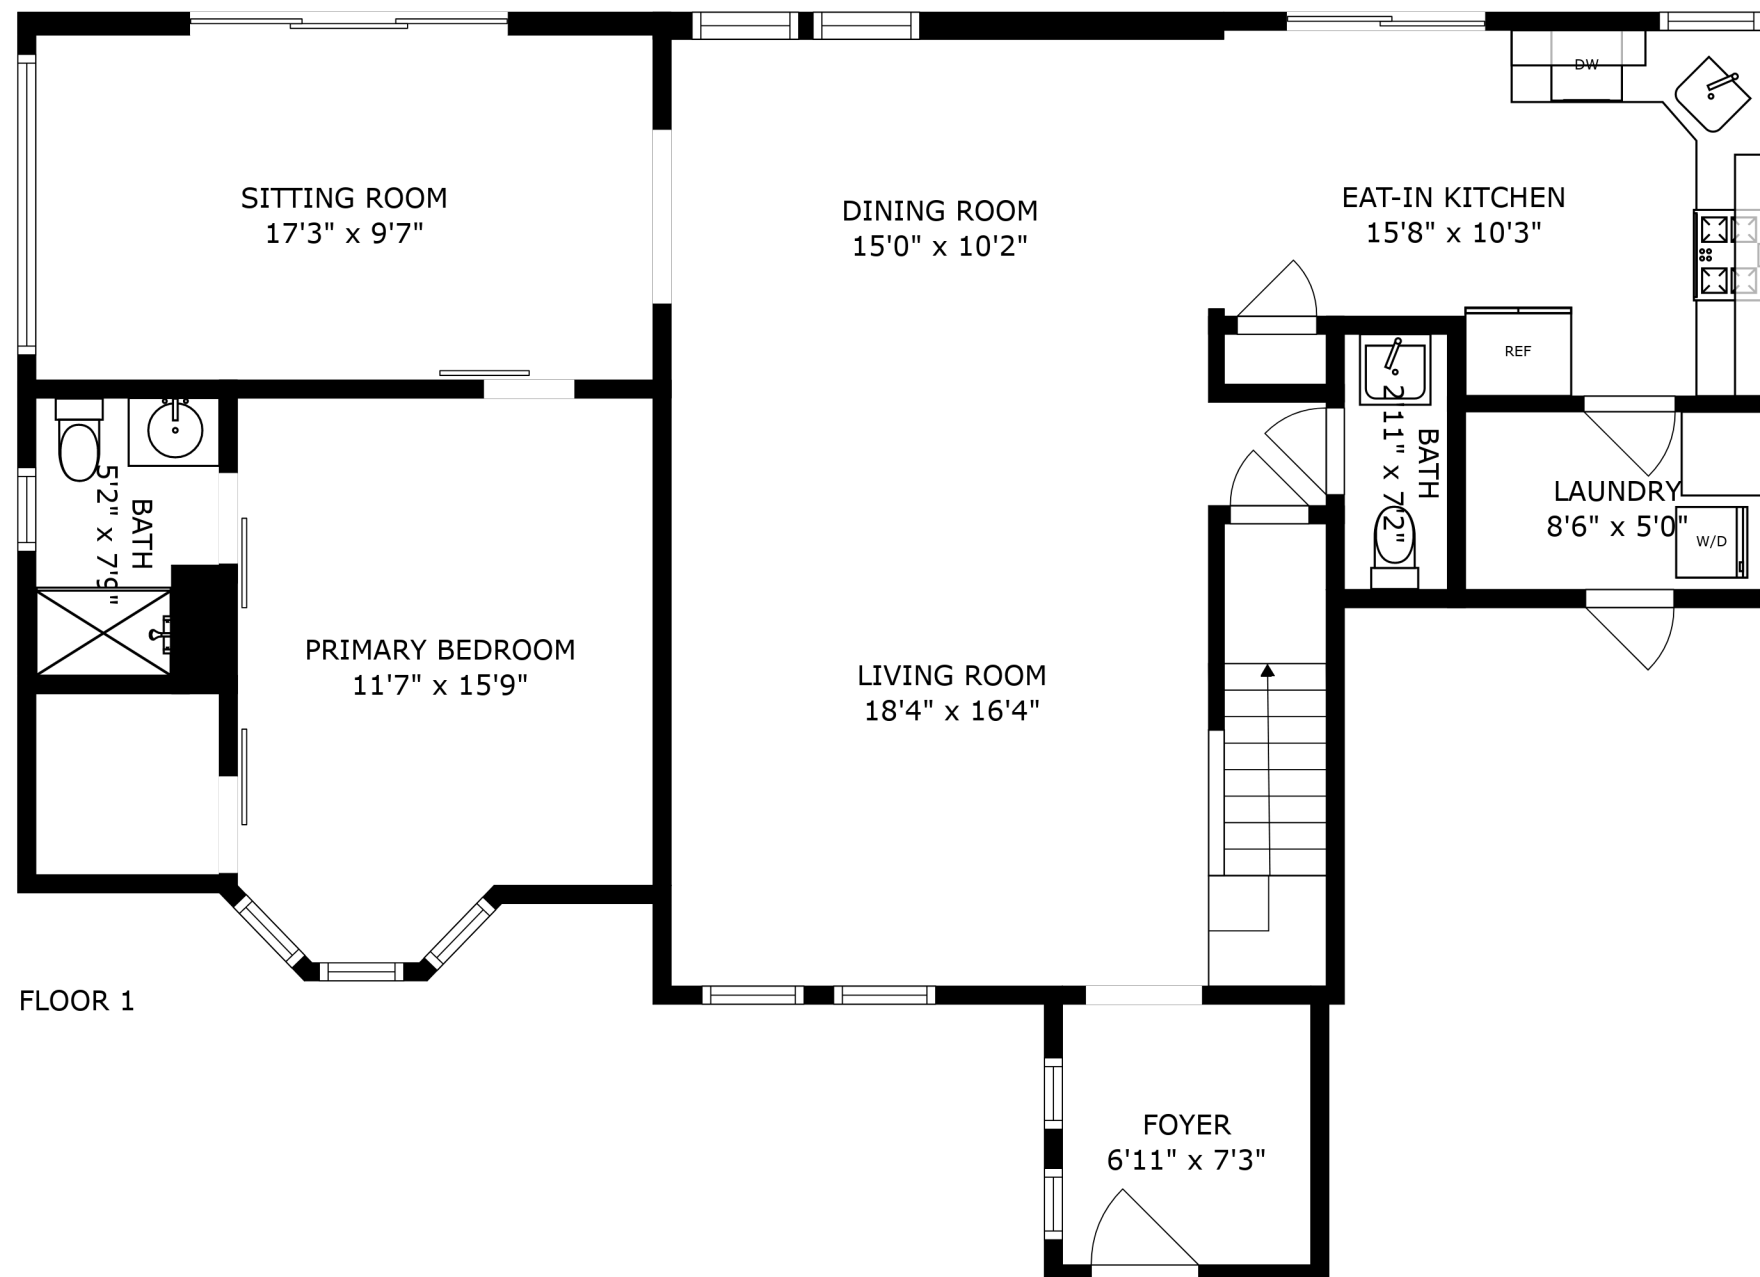 DW
SITTING ROOM
17'3" x 9'7"
DINING ROOM
15'0" x 10'2"
EAT-IN KITCHEN
15'8" x 10'3"
REF
BATH
2'11" x 7'2"
BATH
5'2" x 7'9"
LAUNDRY
8'6" x 5'0"
W/D
PRIMARY BEDROOM
11'7" x 15'9"
LIVING ROOM
18'4" x 16'4"
FLOOR 1
FOYER
6'11" x 7'3"